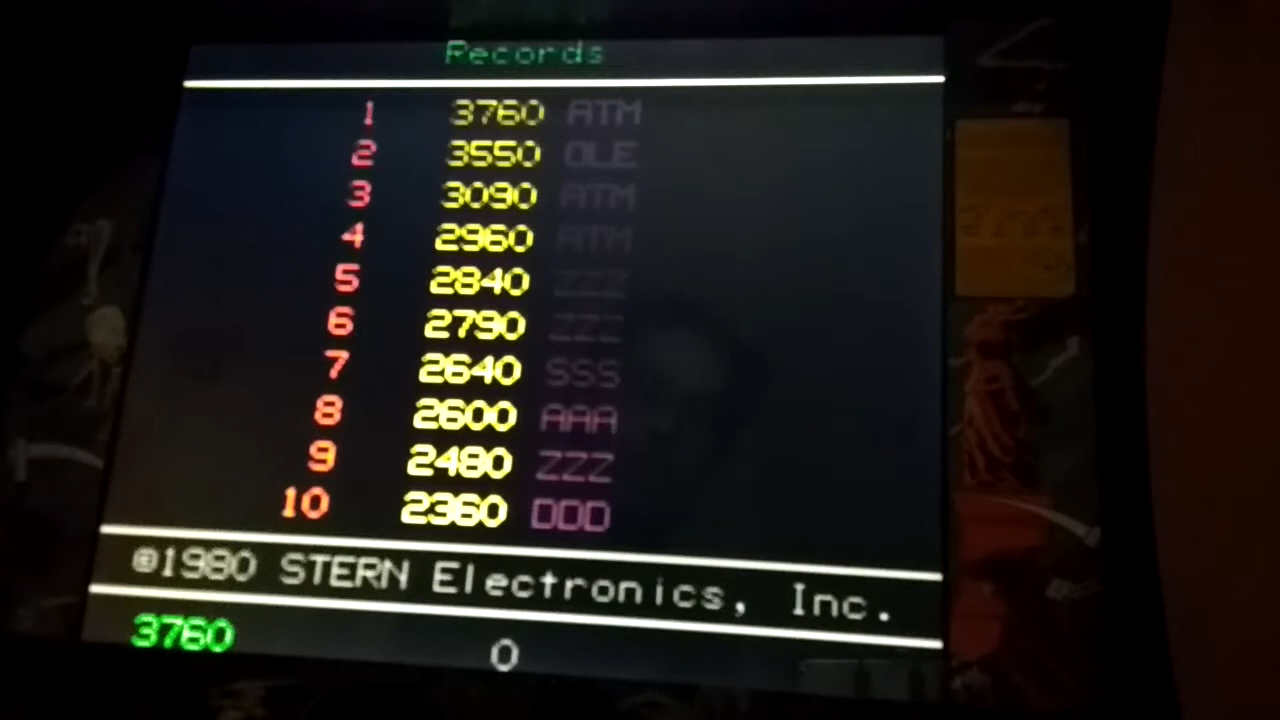 Records
1 3760 ATM
2 3550 OLE
3 3090 ATM
4 2960 ATM
5 2840 ZZZ
6 2790 ZZZ
7 2640 SSS
8 2600 AAA
9 2480 ZZZ
10 2360 DDD
©1980 STERN Electronics, Inc.
3760 0